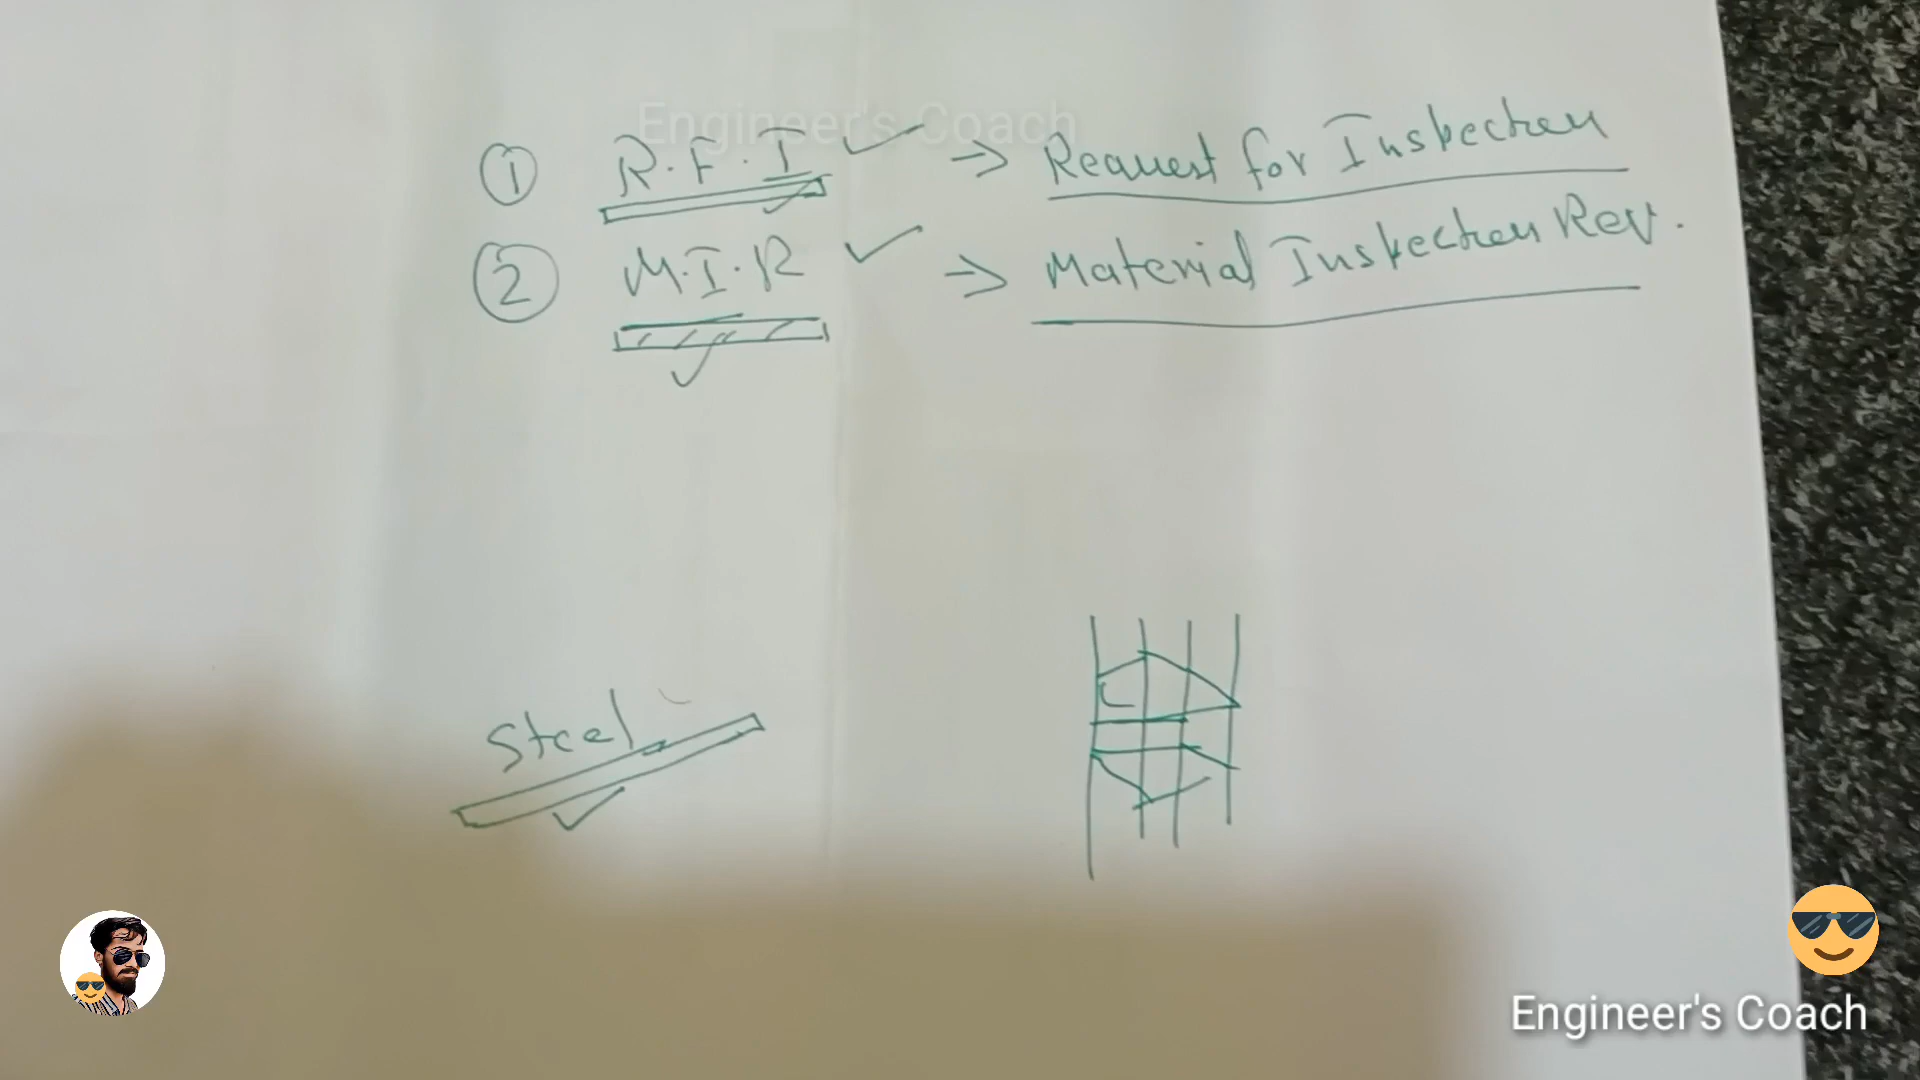 Engineer's Coach
① R.F.I → Request for Inspection
② M.I.R → Material Inspection Rev.
Steel
Engineer's Coach